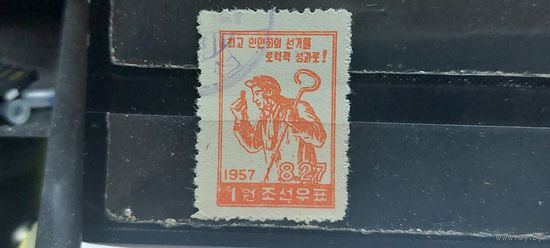 최고 인민회의 선거를
로력적 성과로!
1957 8.27
1원 조선우표